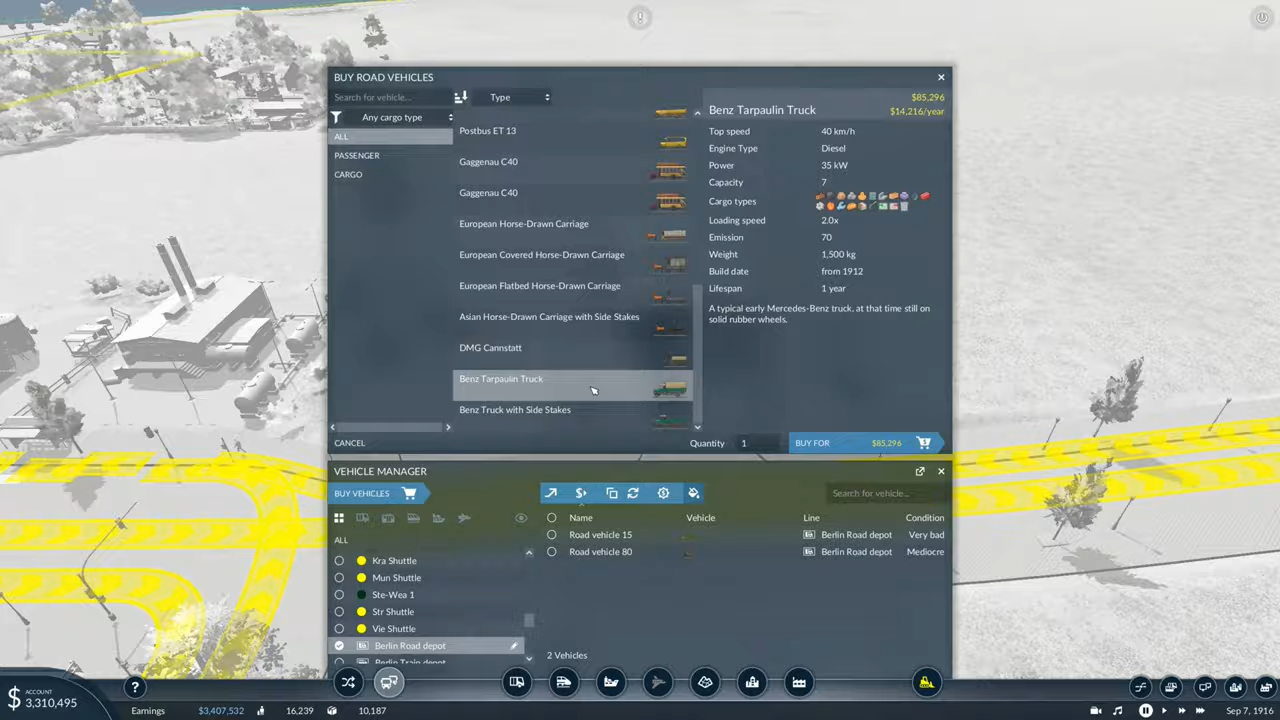 BUY ROAD VEHICLES
Search for vehicle...
Type
Any cargo type
ALL
PASSENGER
CARGO
Postbus ET 13
Gaggenau C40
Gaggenau C40
European Horse-Drawn Carriage
European Covered Horse-Drawn Carriage
European Flatbed Horse-Drawn Carriage
Asian Horse-Drawn Carriage with Side Stakes
DMG Cannstatt
Benz Tarpaulin Truck
Benz Truck with Side Stakes
$85,296
Benz Tarpaulin Truck
$14,216/year
Top speed 40 km/h
Engine Type Diesel
Power 35 kW
Capacity 7
Cargo types
Loading speed 2.0x
Emission 70
Weight 1,500 kg
Build date from 1912
Lifespan 1 year
A typical early Mercedes-Benz truck, at that time still on
solid rubber wheels.
CANCEL
Quantity 1
BUY FOR $85,296
VEHICLE MANAGER
BUY VEHICLES
Search for vehicle...
ALL
Kra Shuttle
Mun Shuttle
Ste-Wea 1
Str Shuttle
Vie Shuttle
Berlin Road depot
Berlin Train depot
Name Vehicle Line Condition
Road vehicle 15 Berlin Road depot Very bad
Road vehicle 80 Berlin Road depot Mediocre
2 Vehicles
?
ACCOUNT
$ 3,310,495
Earnings $3,407,532 16,239 10,187
Sep 7, 1916